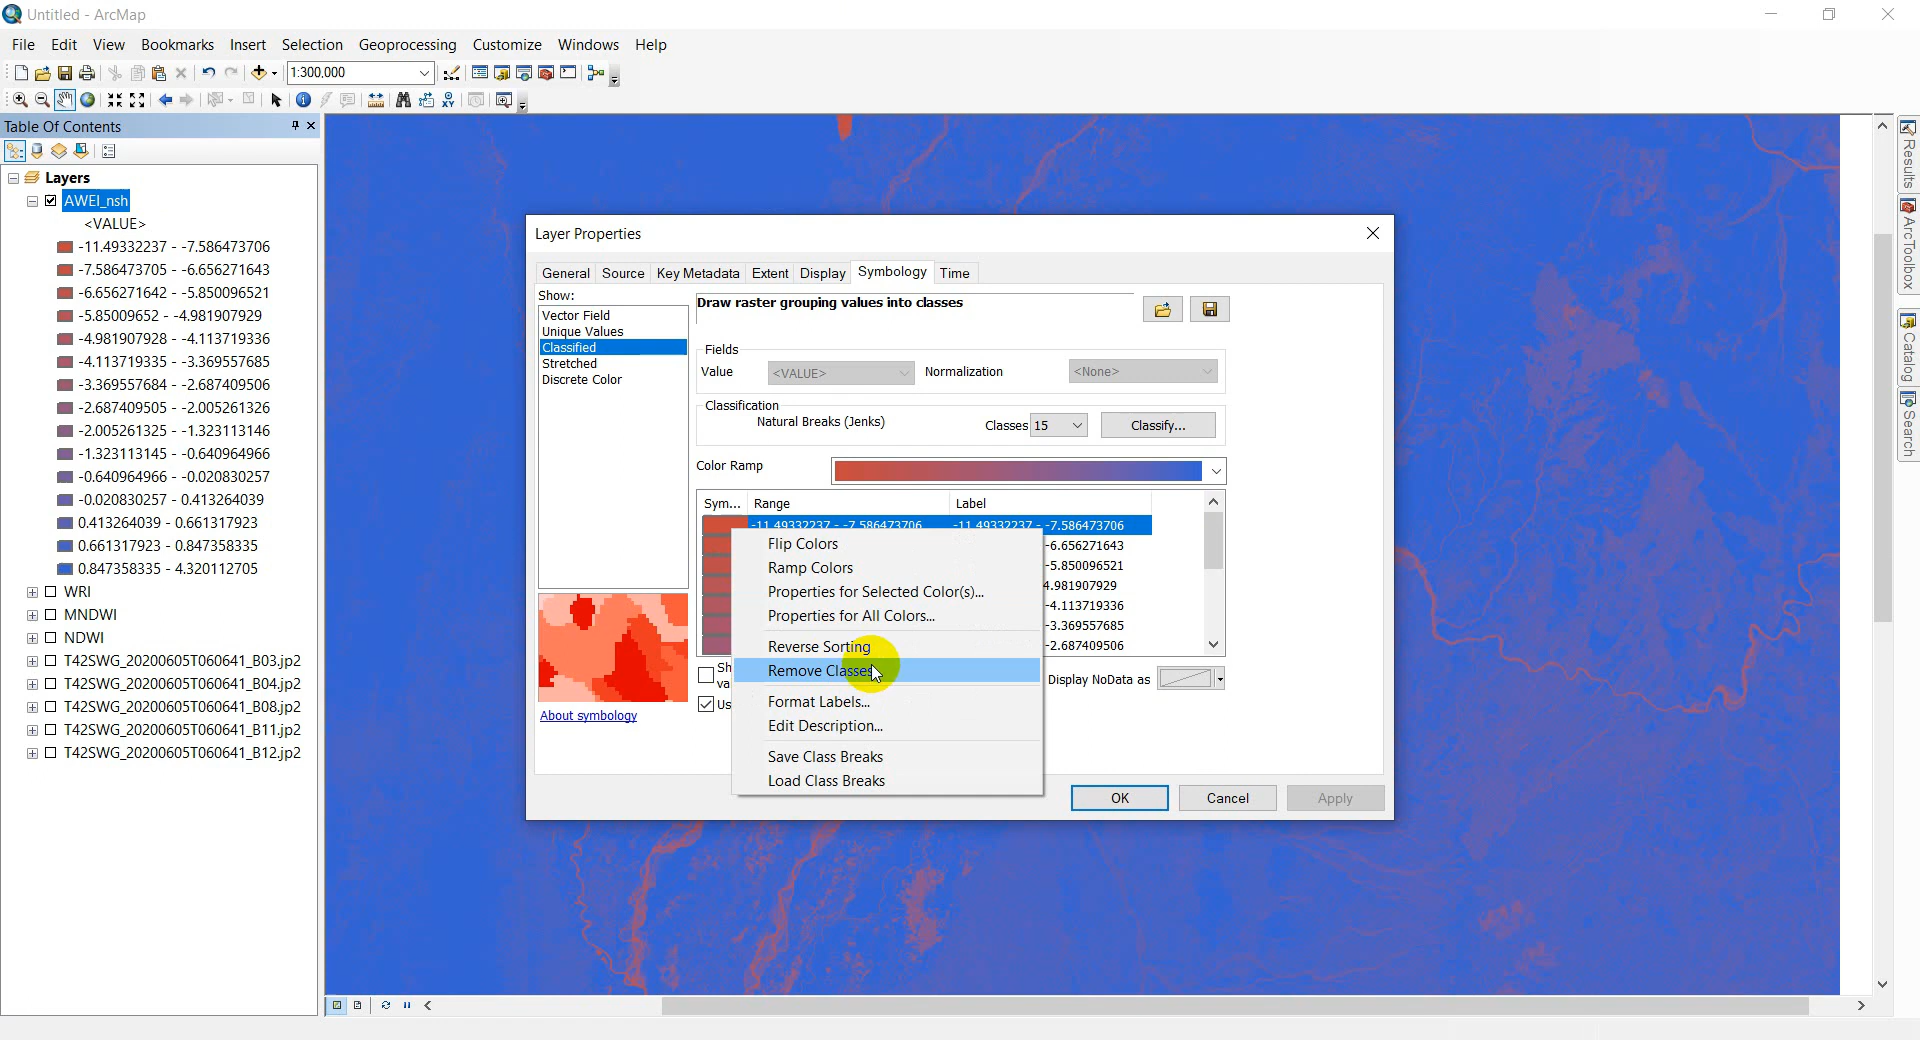 Untitled - ArcMap
File Edit View Bookmarks Insert Selection Geoprocessing Customize Windows Help
1:300,000
Table Of Contents
Layers
AWEI_nsh
<VALUE>
-11.49332237 - -7.586473706
-7.586473705 - -6.656271643
-6.656271642 - -5.850096521
-5.85009652 - -4.981907929
-4.981907928 - -4.113719336
-4.113719335 - -3.369557685
-3.369557684 - -2.687409506
-2.687409505 - -2.005261326
-2.005261325 - -1.323113146
-1.323113145 - -0.640964966
-0.640964966 - -0.020830257
-0.020830257 - 0.413264039
0.413264039 - 0.661317923
0.661317923 - 0.847358335
0.847358335 - 4.320112705
WRI
MNDWI
NDWI
T42SWG_20200605T060641_B03.jp2
T42SWG_20200605T060641_B04.jp2
T42SWG_20200605T060641_B08.jp2
T42SWG_20200605T060641_B11.jp2
T42SWG_20200605T060641_B12.jp2
Layer Properties
General Source Key Metadata Extent Display Symbology Time
Show:
Vector Field
Unique Values
Classified
Stretched
Discrete Color
About symbology
Draw raster grouping values into classes
Fields
Value <VALUE> Normalization <None>
Classification
Natural Breaks (Jenks) Classes 15 Classify...
Color Ramp
Sym... Range Label
-11.49332237 - -7.586473706 -11.49332237 - -7.586473706
-6.656271643
-5.850096521
4.981907929
-4.113719336
-3.369557685
-2.687409506
Flip Colors
Ramp Colors
Properties for Selected Color(s)...
Properties for All Colors...
Reverse Sorting
Remove Classes
Format Labels...
Edit Description...
Save Class Breaks
Load Class Breaks
Sh
va
Us
Display NoData as
OK Cancel Apply
Results
ArcToolbox
Catalog
Search